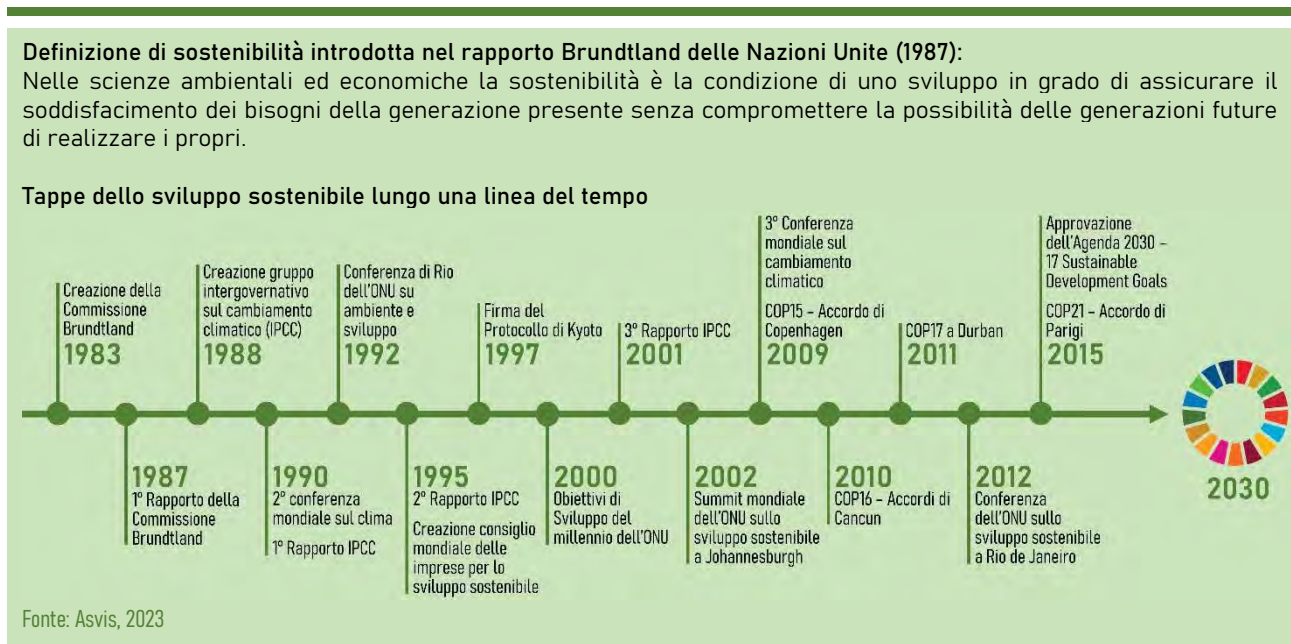 Definizione di sostenibilità introdotta nel rapporto Brundtland delle Nazioni Unite (1987):
Nelle scienze ambientali ed economiche la sostenibilità è la condizione di uno sviluppo in grado di assicurare il
soddisfacimento dei bisogni della generazione presente senza compromettere la possibilità delle generazioni future
di realizzare i propri.
Tappe dello sviluppo sostenibile lungo una linea del tempo
Creazione della
Commissione
Brundtland
1983
1987
1º Rapporto della
Commissione
Brundtland
Creazione gruppo
intergovernativo
sul cambiamento
climatico (IPCC)
1988
1990
2º conferenza
mondiale sul clima
1º Rapporto IPCC
Conferenza di Rio
dell'ONU su
ambiente e
sviluppo
1992
1995
2º Rapporto IPCC
Creazione consiglio
mondiale delle
imprese per lo
sviluppo sostenibile
Firma del
Protocollo di Kyoto
1997
2000
Obiettivi di
Sviluppo del
millennio dell'ONU
3º Rapporto IPCC
2001
2002
Summit mondiale
dell'ONU sullo
sviluppo sostenibile
a Johannesburgh
3º Conferenza
mondiale sul
cambiamento
climatico
COP15 - Accordo di
Copenhagen
2009
2010
COP16 - Accordi di
Cancun
COP17 a Durban
2011
2012
Conferenza
dell'ONU sullo
sviluppo sostenibile
a Rio de Janeiro
Approvazione
dell'Agenda 2030 –
17 Sustainable
Development Goals
COP21 - Accordo di
Parigi
2015
2030
Fonte: Asvis, 2023